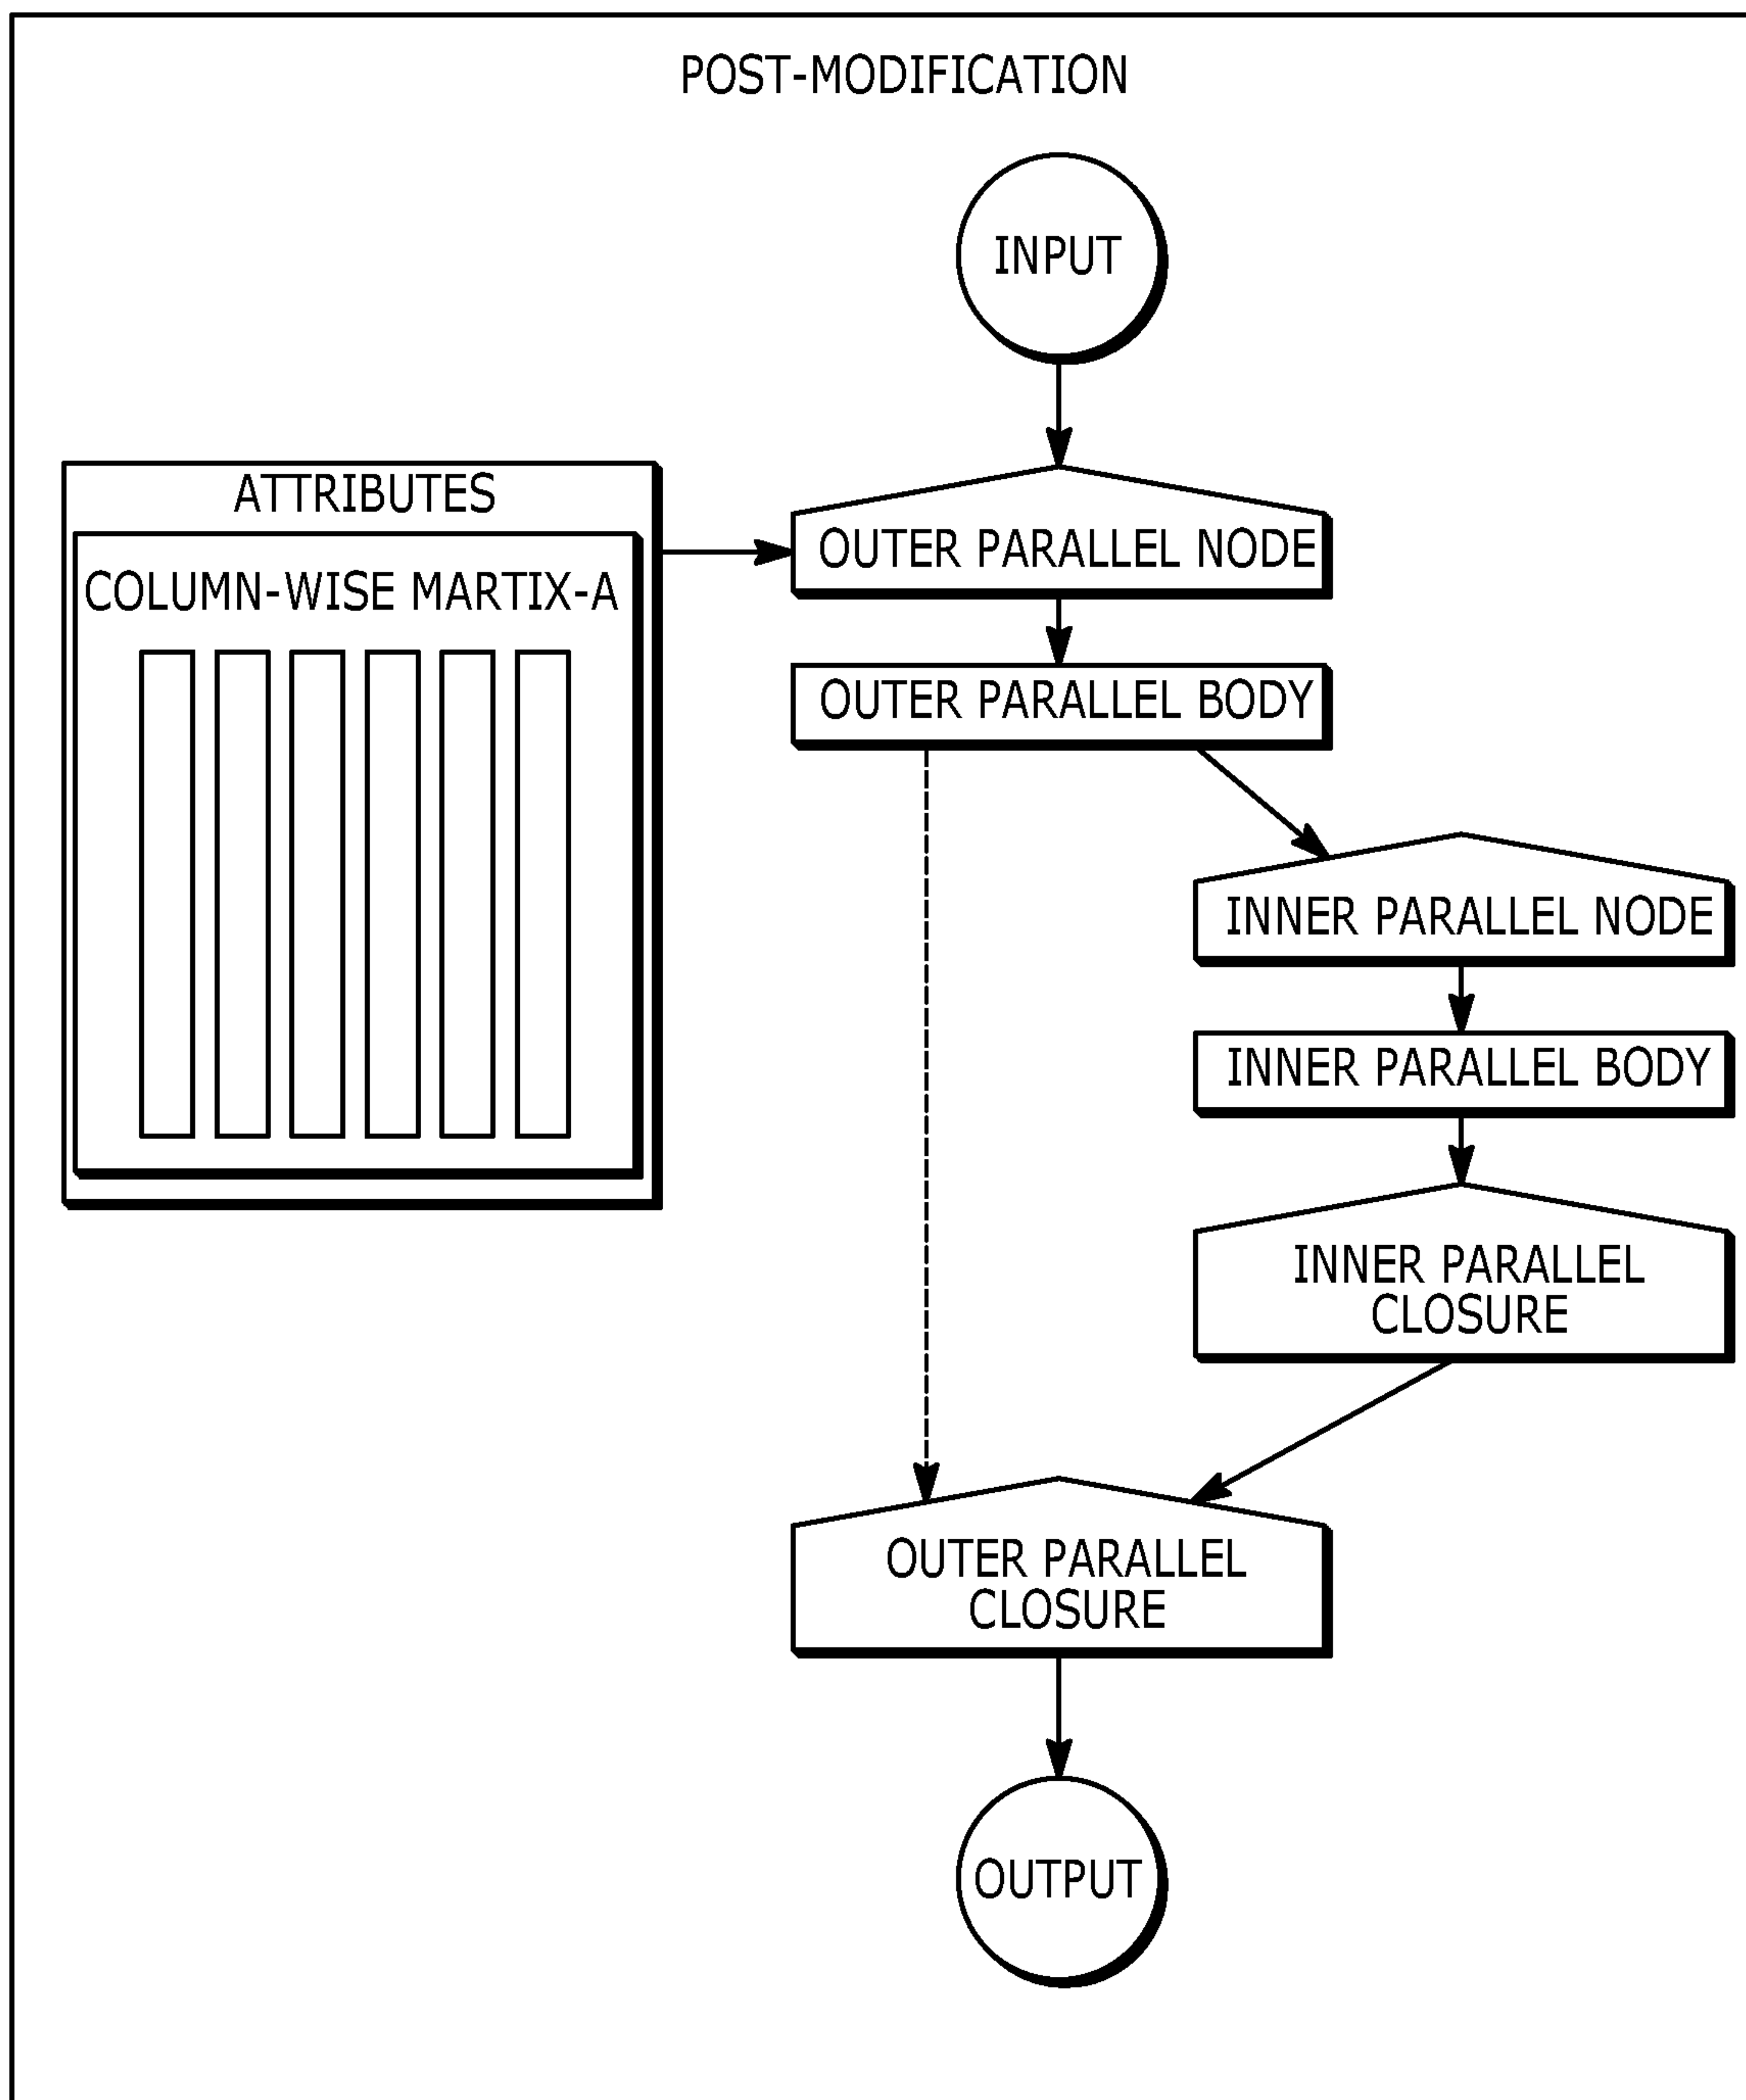 POST-MODIFICATION
INPUT
ATTRIBUTES
COLUMN-WISE MARTIX-A
OUTER PARALLEL NODE
OUTER PARALLEL BODY
INNER PARALLEL NODE
INNER PARALLEL BODY
INNER PARALLEL
CLOSURE
OUTER PARALLEL
CLOSURE
OUTPUT